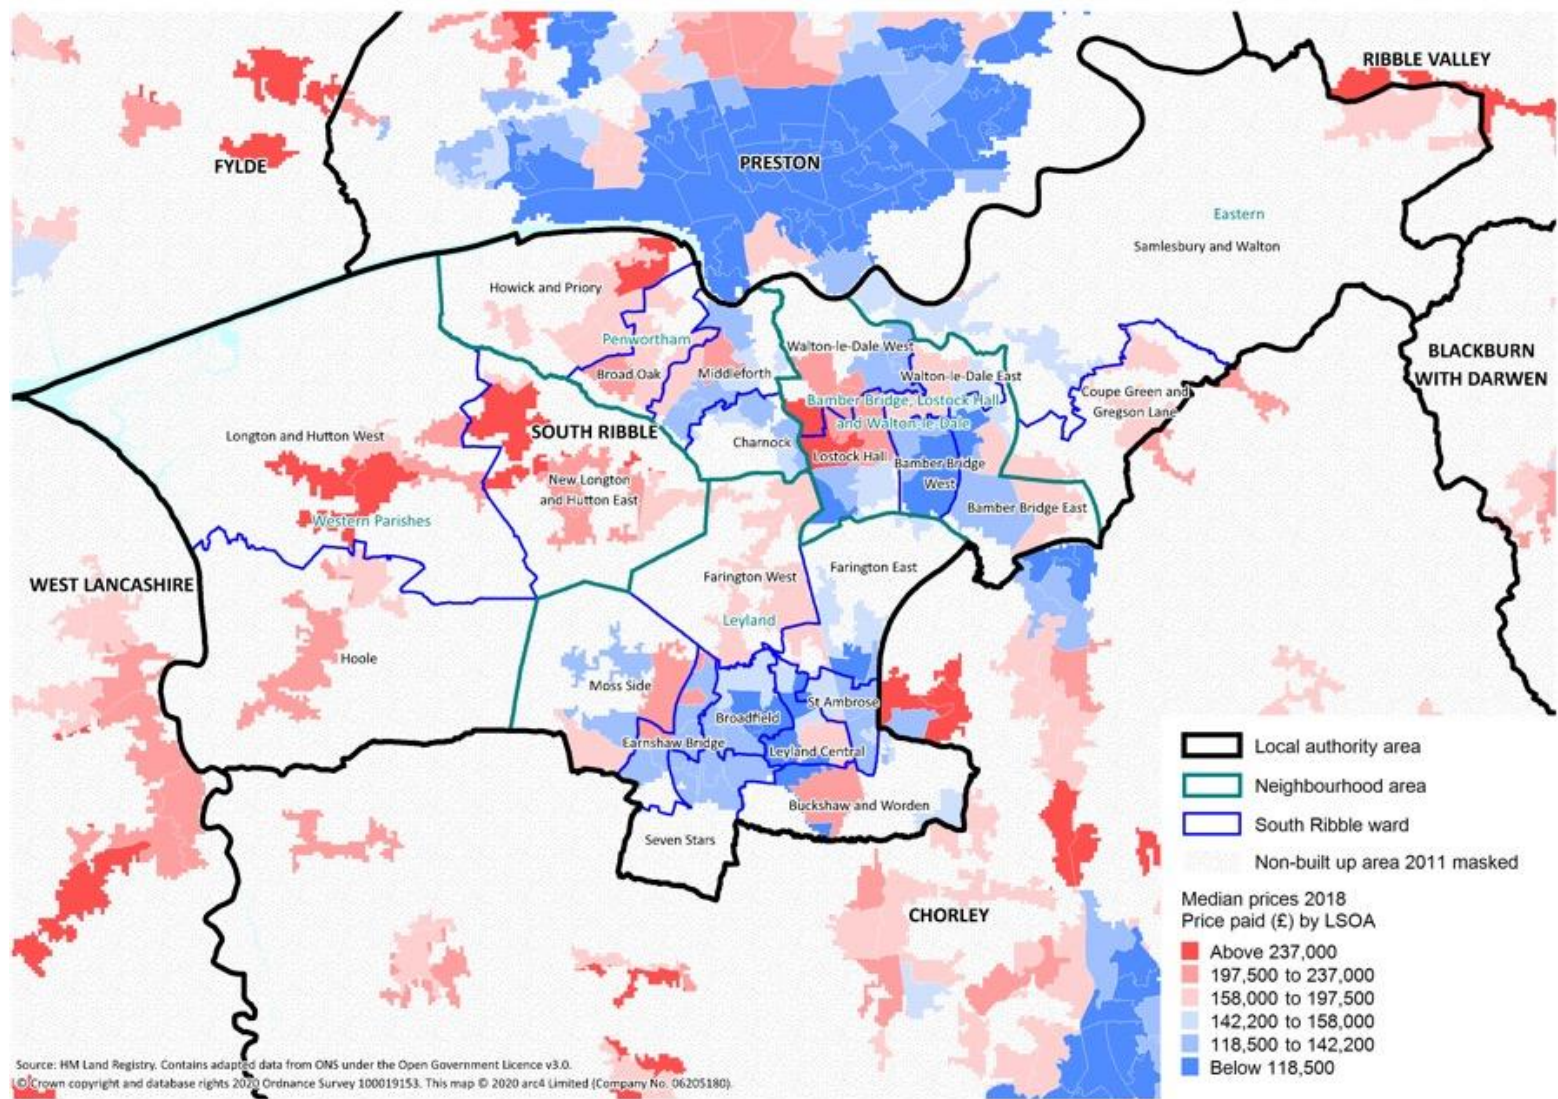 RIBBLE VALLEY
FYLDE
PRESTON
Eastern
Samlesbury and Walton
Howick and Priory
Penwortham
Walton-le-Dale West
BLACKBURN
WITH DARWEN
Broad Oak
Middleforth
Walton-le-Dale East
Coupe Green and
Gregson Lane
Bamber Bridge, Lostock Hall
and Walton-le-Dale
Longton and Hutton West
SOUTH RIBBLE
Charnock
Lostock Hall
Bamber Bridge
West
New Longton
and Hutton East
Bamber Bridge East
Western Parishes
WEST LANCASHIRE
Farington West
Farington East
Leyland
Hoole
Moss Side
St Ambrose
Broadfield
Earnshaw Bridge
Leyland Central
Buckshaw and Worden
Seven Stars
CHORLEY
Local authority area
Neighbourhood area
South Ribble ward
Non-built up area 2011 masked
Median prices 2018
Price paid (£) by LSOA
Above 237,000
197,500 to 237,000
158,000 to 197,500
142,200 to 158,000
118,500 to 142,200
Below 118,500
Source: HM Land Registry. Contains adapted data from ONS under the Open Government Licence v3.0.
© Crown copyright and database rights 2020 Ordnance Survey 100019153. This map © 2020 arc4 Limited (Company No. 06205180).